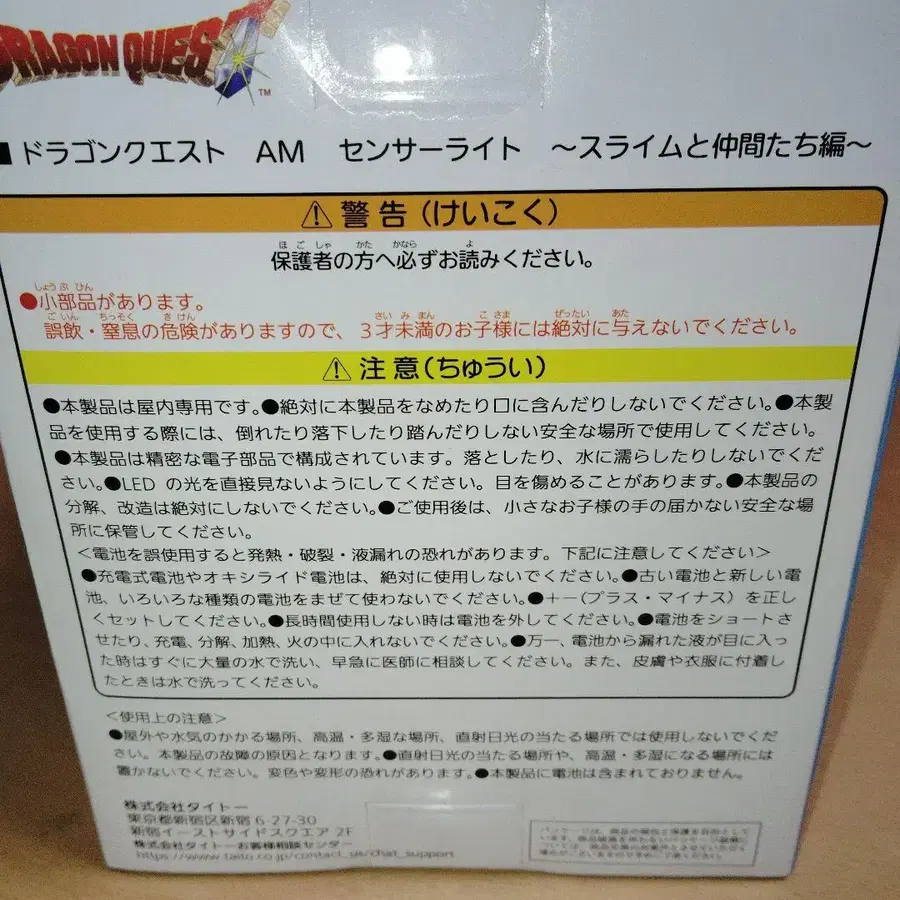 DRAGON QUEST
TM
■ドラゴンクエスト AM センサーライト ～スライムと仲間たち編～
⚠警告(けいこく)
保護者の方へ必ずお読みください。
●小部品があります。
誤飲・窒息の危険がありますので、3才未満のお子様には絶対に与えないでください。
⚠注意(ちゅうい)
●本製品は屋内専用です。●絶対に本製品をなめたり口に含んだりしないでください。●本製
品を使用する際には、倒れたり落下したり踏んだりしない安全な場所で使用してください。
●本製品は精密な電子部品で構成されています。落としたり、水に濡らしたりしないでくだ
さい。●LED の光を直接見ないようにしてください。目を傷めることがあります。●本製品の
分解、改造は絶対にしないでください。●ご使用後は、小さなお子様の手の届かない安全な場
所に保管してください。
<電池を誤使用すると発熱・破裂・液漏れの恐れがあります。下記に注意してください>
●充電式電池やオキシライド電池は、絶対に使用しないでください。●古い電池と新しい電
池、いろいろな種類の電池をまぜて使わないでください。●+-(プラス・マイナス)を正し
くセットしてください。●長時間使用しない時は電池を外してください。●電池をショートさ
せたり、充電、分解、加熱、火の中に入れないでください。●万一、電池から漏れた液が目に入っ
た時はすぐに大量の水で洗い、早急に医師に相談してください。また、皮膚や衣服に付着し
たときは水で洗ってください。
<使用上の注意>
●屋外や水気のかかる場所、高温・多湿な場所、直射日光の当たる場所では使用しないでくだ
さい。本製品の故障の原因となります。●直射日光の当たる場所や、高温・多湿になる場所には
置かないでください。変色や変形の恐れがあります。●本製品に電池は含まれておりません。
株式会社タイトー
東京都新宿区新宿 6-27-30
新宿イーストサイドスクエア 2F
株式会社タイトーお客様相談センター
https://www.taito.co.jp/contact_us/chat_support
パッケージは、商品の梱包と保護を目的として